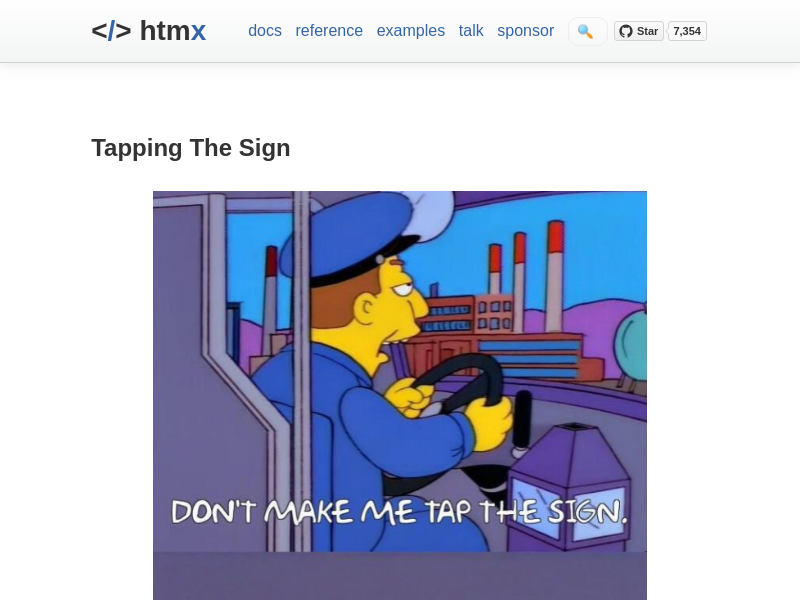 </> htmx docs reference examples talk sponsor Star 7,354
Tapping The Sign
DON'T MAKE ME TAP THE SIGN.